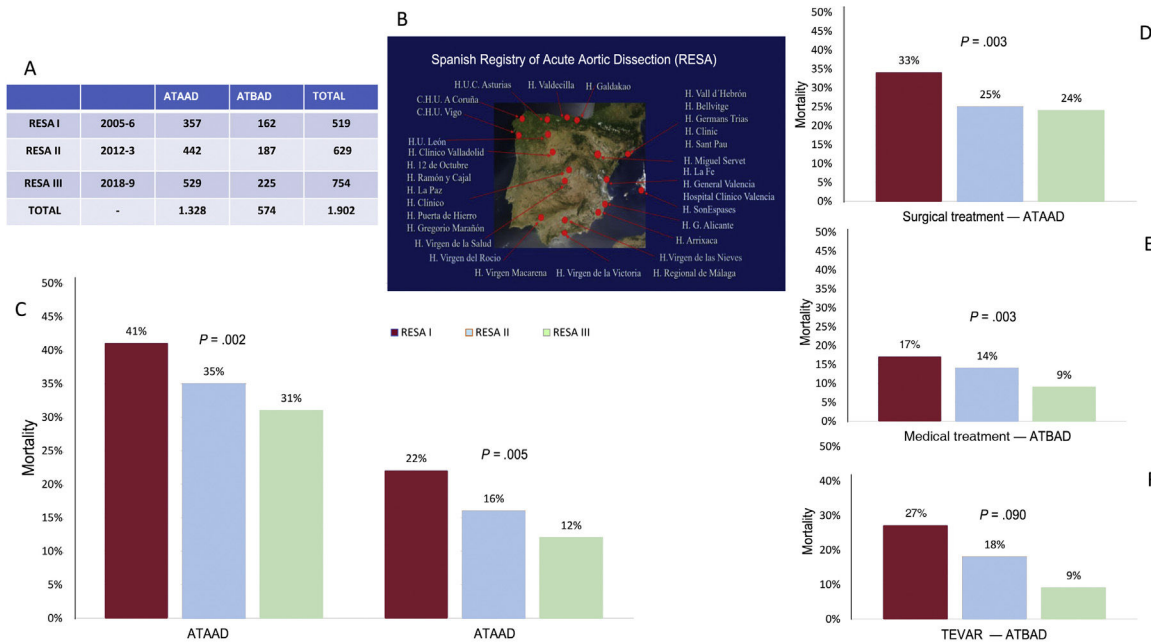 A
ATAAD ATBAD TOTAL
RESA I 2005-6 357 162 519
RESA II 2012-3 442 187 629
RESA III 2018-9 529 225 754
TOTAL - 1.328 574 1.902
B
Spanish Registry of Acute Aortic Dissection (RESA)
H.U.C. Asturias
H. Valdecilla
H. Galdakao
C.H.U. A Coruña
C.H.U. Vigo
H.U. León
H. Clínico Valladolid
H. 12 de Octubre
H. Ramón y Cajal
H. La Paz
H. Clínico
H. Puerta de Hierro
H. Gregorio Marañón
H. Virgen de la Salud
H. Virgen del Rocio
H. Virgen Macarena
H. Virgen de la Victoria
H. Regional de Málaga
H.Virgen de las Nieves
H. Arrixaca
H. G. Alicante
H. SonEspases
Hospital Clínico Valencia
H. General Valencia
H. La Fe
H. Miguel Servet
H. Sant Pau
H. Clinic
H. Germans Trias
H. Bellvitge
H. Vall d´Hebrón
RESA I RESA II RESA III
C
Mortality
50%
45%
40%
35%
30%
25%
20%
15%
10%
5%
0%
41%
35%
31%
P = .002
22%
16%
12%
P = .005
ATAAD ATAAD
D
Mortality
50%
45%
40%
35%
30%
25%
20%
15%
10%
5%
0%
P = .003
33%
25%
24%
Surgical treatment — ATAAD
Mortality
50%
45%
40%
35%
30%
25%
20%
15%
10%
5%
0%
P = .003
17%
14%
9%
Medical treatment — ATBAD
Mortality
50%
40%
30%
20%
10%
0%
P = .090
27%
18%
9%
TEVAR — ATBAD